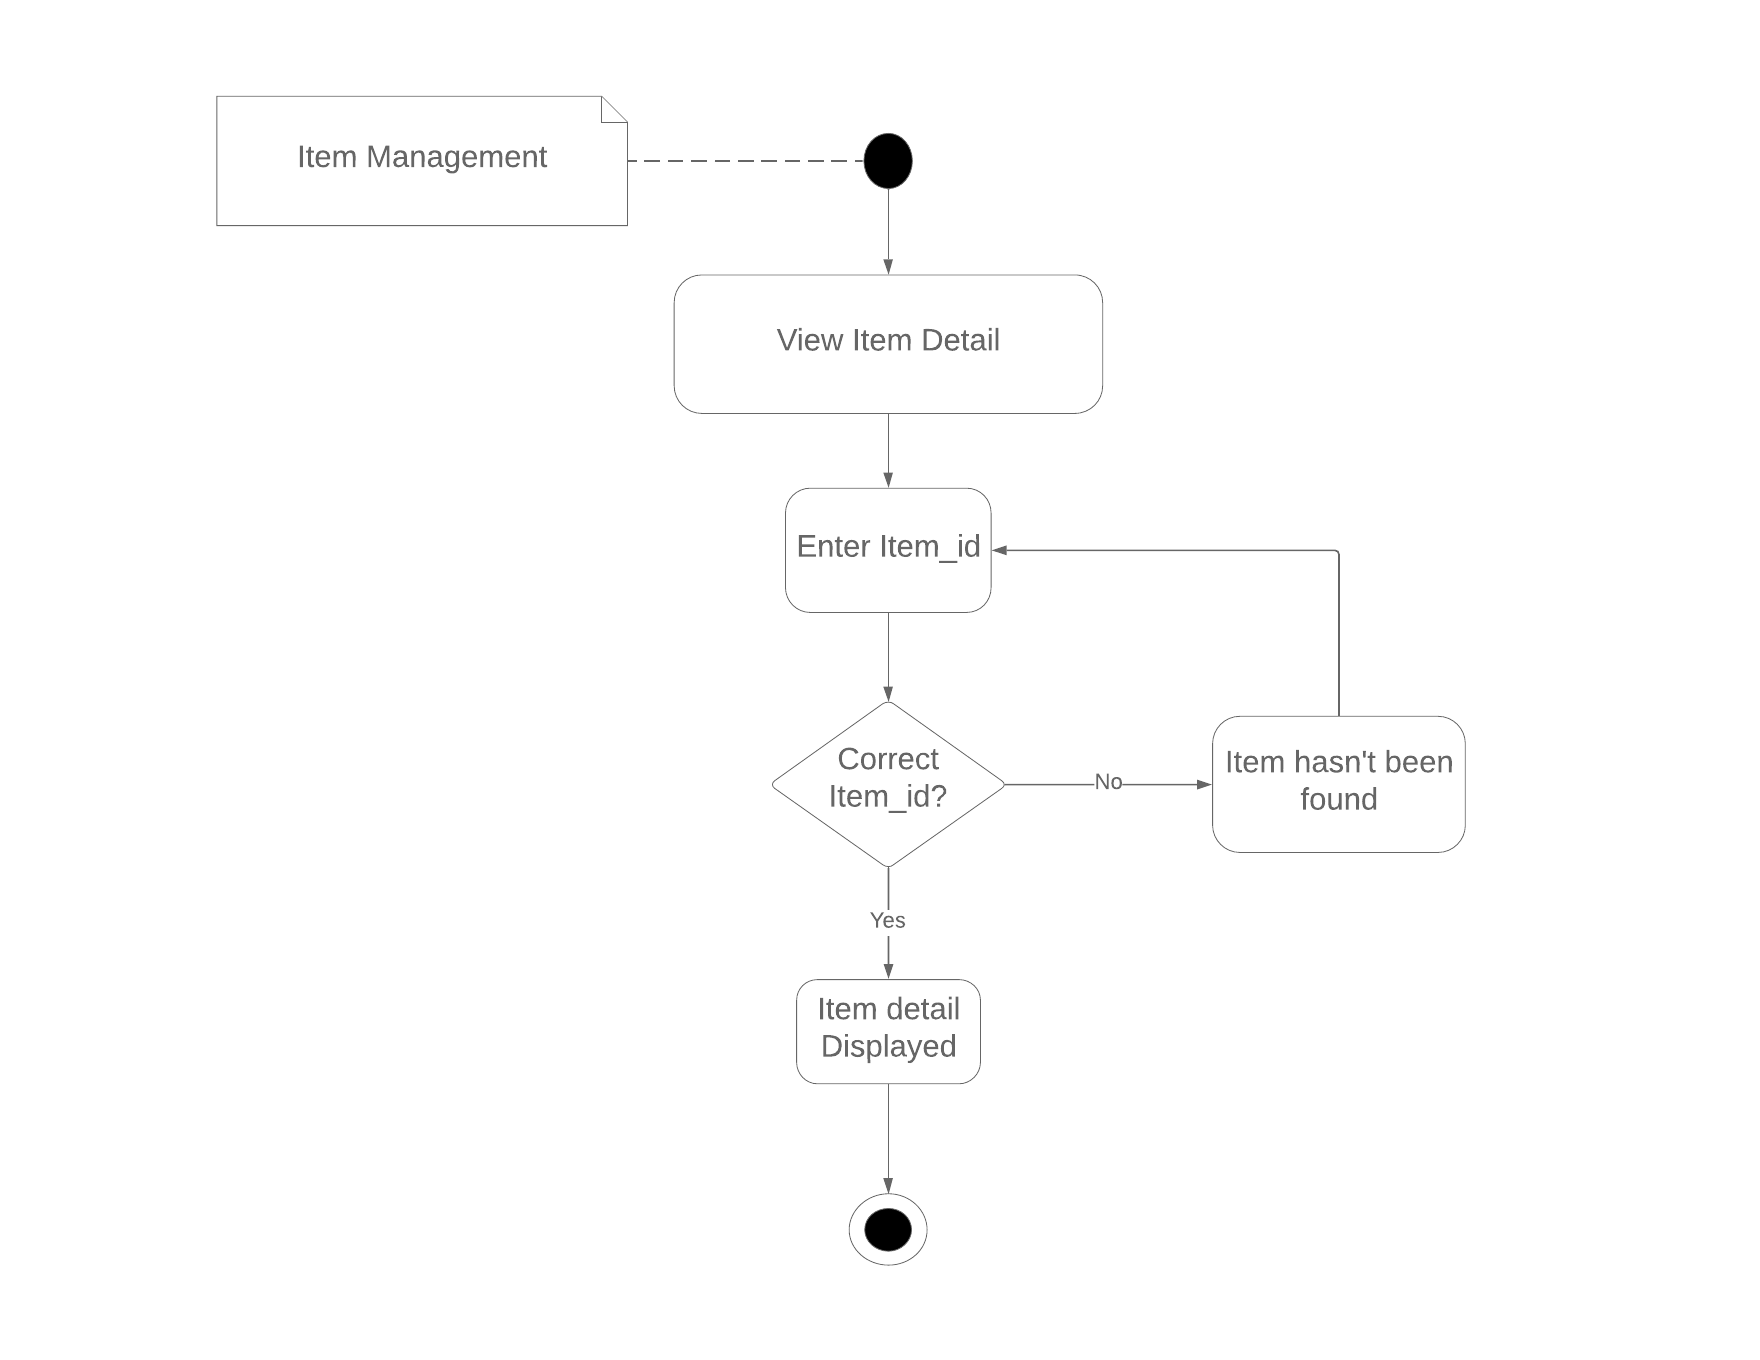 Item Management
View Item Detail
Enter Item_id
Correct
Item_id?
No
Item hasn't been
found
Yes
Item detail
Displayed